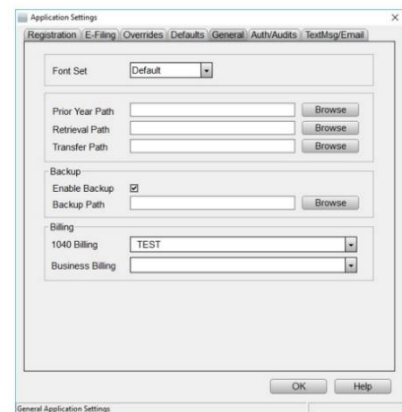 Application Settings
Registration E-Filing Overrides Defaults General Auth/Audits TextMsg/Email
Font Set Default
Prior Year Path Browse
Retrieval Path Browse
Transfer Path Browse
Backup
Enable Backup
Backup Path Browse
Billing
1040 Billing TEST
Business Billing
OK Help
General Application Settings